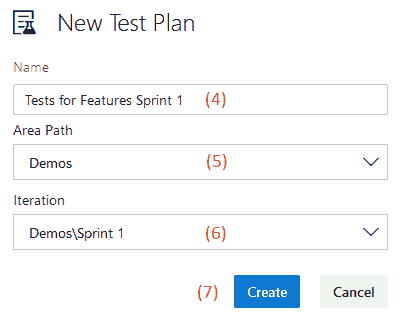 New Test Plan
Name
Tests for Features Sprint 1 (4)
Area Path
Demos (5)
Iteration
Demos\Sprint 1 (6)
(7) Create Cancel